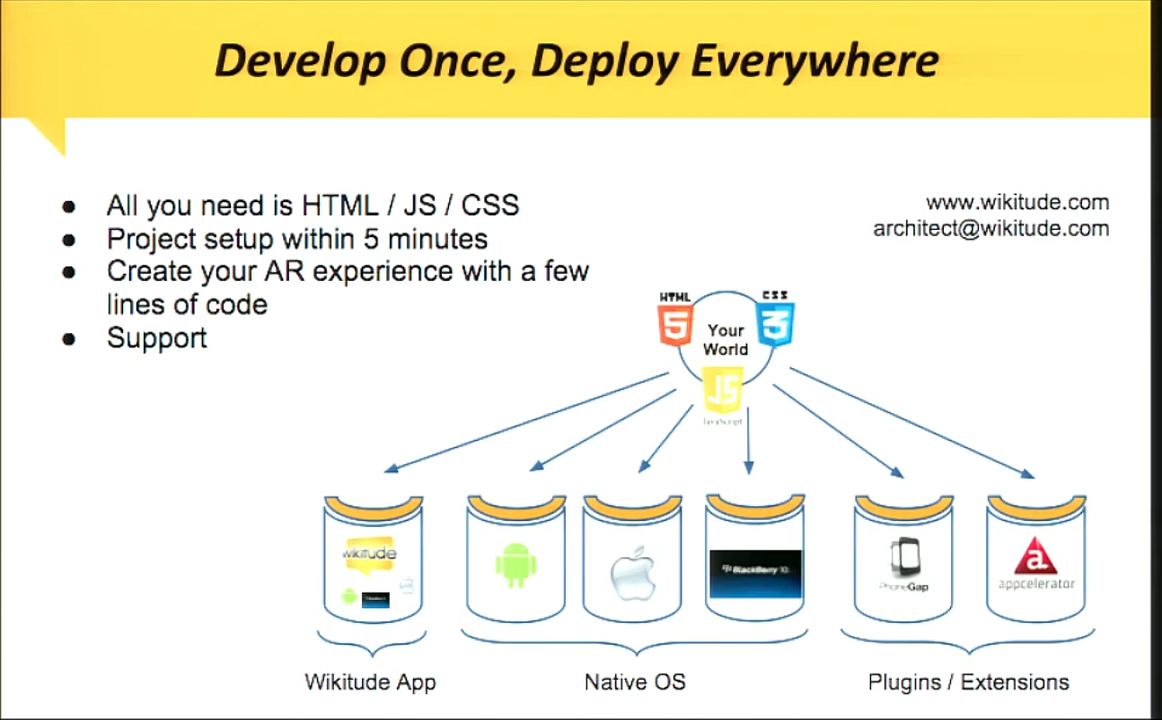 Develop Once, Deploy Everywhere
● All you need is HTML / JS / CSS
● Project setup within 5 minutes
● Create your AR experience with a few
lines of code
● Support
www.wikitude.com
architect@wikitude.com
HTML
CSS
5
3
Your
World
JS
JavaScript
wikitude
BlackBerry 10
PhoneGap
a
appcelerator
Wikitude App
Native OS
Plugins / Extensions